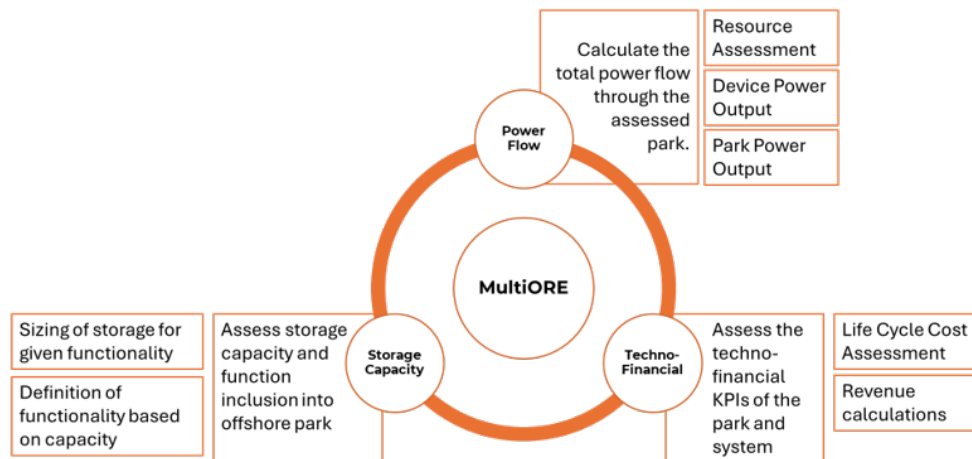 Calculate the
total power flow
through the
assessed
park.
Resource
Assessment
Device Power
Output
Park Power
Output
Power
Flow
MultiORE
Sizing of storage for
given functionality
Definition of
functionality based
on capacity
Assess storage
capacity and
function
inclusion into
offshore park
Storage
Capacity
Techno-
Financial
Assess the
techno-
financial
KPIs of the
park and
system
Life Cycle Cost
Assessment
Revenue
calculations